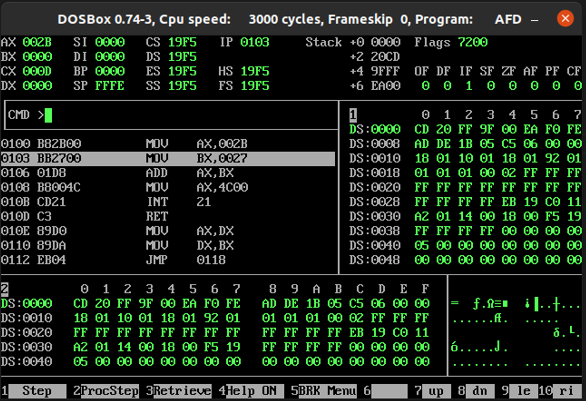 DOSBox 0.74-3, Cpu speed: 3000 cycles, Frameskip 0, Program: AFD
AX 002B SI 0000 CS 19F5 IP 0103 Stack +0 0000 Flags 7200
BX 0000 DI 0000 DS 19F5 +2 20CD
CX 000D BP 0000 ES 19F5 HS 19F5 +4 9FFF OF DF IF SF ZF AF PF CF
DX 0000 SP FFFE SS 19F5 FS 19F5 +6 EA00 0 0 1 0 0 0 0 0
CMD >
1 0 1 2 3 4 5 6 7
DS:0000 CD 20 FF 9F 00 EA F0 FE
DS:0008 AD DE 1B 05 C5 06 00 00
DS:0010 18 01 10 01 18 01 92 01
DS:0018 01 01 01 00 02 FF FF FF
DS:0020 FF FF FF FF FF FF FF FF
DS:0028 FF FF FF FF EB 19 C0 11
DS:0030 A2 01 14 00 18 00 F5 19
DS:0038 FF FF FF FF 00 00 00 00
DS:0040 05 00 00 00 00 00 00 00
DS:0048 00 00 00 00 00 00 00 00
0100 B82B00 MOV AX,002B
0103 BB2700 MOV BX,0027
0106 01D8 ADD AX,BX
0108 B8004C MOV AX,4C00
010B CD21 INT 21
010D C3 RET
010E 89D0 MOV AX,DX
0110 89DA MOV DX,BX
0112 EB04 JMP 0118
2 0 1 2 3 4 5 6 7 8 9 A B C D E F
DS:0000 CD 20 FF 9F 00 EA F0 FE AD DE 1B 05 C5 06 00 00
DS:0010 18 01 10 01 18 01 92 01 01 01 01 00 02 FF FF FF
DS:0020 FF FF FF FF FF FF FF FF FF FF FF FF EB 19 C0 11
DS:0030 A2 01 14 00 18 00 F5 19 FF FF FF FF 00 00 00 00
DS:0040 05 00 00 00 00 00 00 00 00 00 00 00 00 00 00 00
1 Step 2ProcStep 3Retrieve 4Help ON 5BRK Menu 6 7 up 8 dn 9 le 10 ri